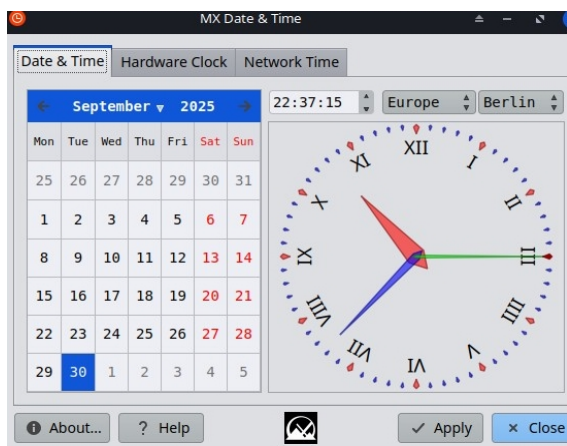 MX Date & Time
Date & Time Hardware Clock Network Time
September 2025
22:37:15 Europe Berlin
Mon Tue Wed Thu Fri Sat Sun
25 26 27 28 29 30 31
1 2 3 4 5 6 7
8 9 10 11 12 13 14
15 16 17 18 19 20 21
22 23 24 25 26 27 28
29 30 1 2 3 4 5
XII
I
II
III
IIII
V
VI
VII
VIII
IX
X
XI
About... ? Help Apply Close